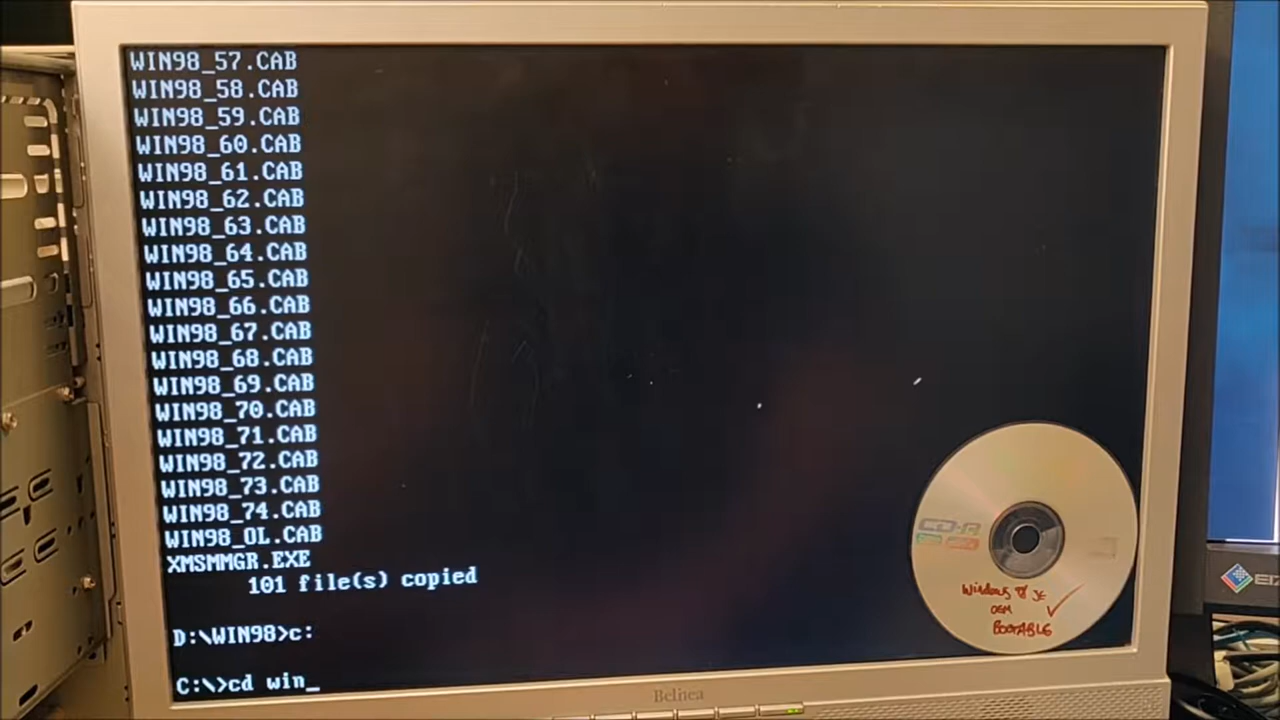 WIN98_57.CAB
WIN98_58.CAB
WIN98_59.CAB
WIN98_60.CAB
WIN98_61.CAB
WIN98_62.CAB
WIN98_63.CAB
WIN98_64.CAB
WIN98_65.CAB
WIN98_66.CAB
WIN98_67.CAB
WIN98_68.CAB
WIN98_69.CAB
WIN98_70.CAB
WIN98_71.CAB
WIN98_72.CAB
WIN98_73.CAB
WIN98_74.CAB
WIN98_OL.CAB
XMSMMGR.EXE
101 file(s) copied
D:\WIN98>c:
C:\>cd win_
CD-R
Windows 98 SE
OEM
BOOTABLE
Belinea
EIZ